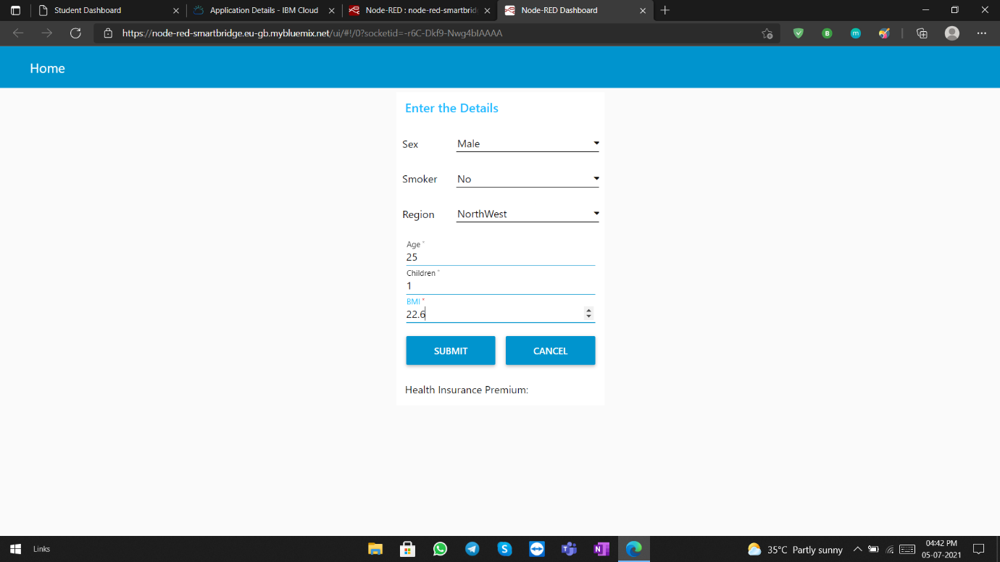 Student Dashboard
Application Details - IBM Cloud
Node-RED : node-red-smartbrid
Node-RED Dashboard
https://node-red-smartbridge.eu-gb.mybluemix.net/ui/#!/0?socketid=-r6C-Dkf9-Nwg4bIAAAA
B
m
Home
Enter the Details
Sex Male
Smoker No
Region NorthWest
Age *
25
Children *
1
BMI *
22.6
SUBMIT CANCEL
Health Insurance Premium:
Links
35°C Partly sunny
04:42 PM
05-07-2021